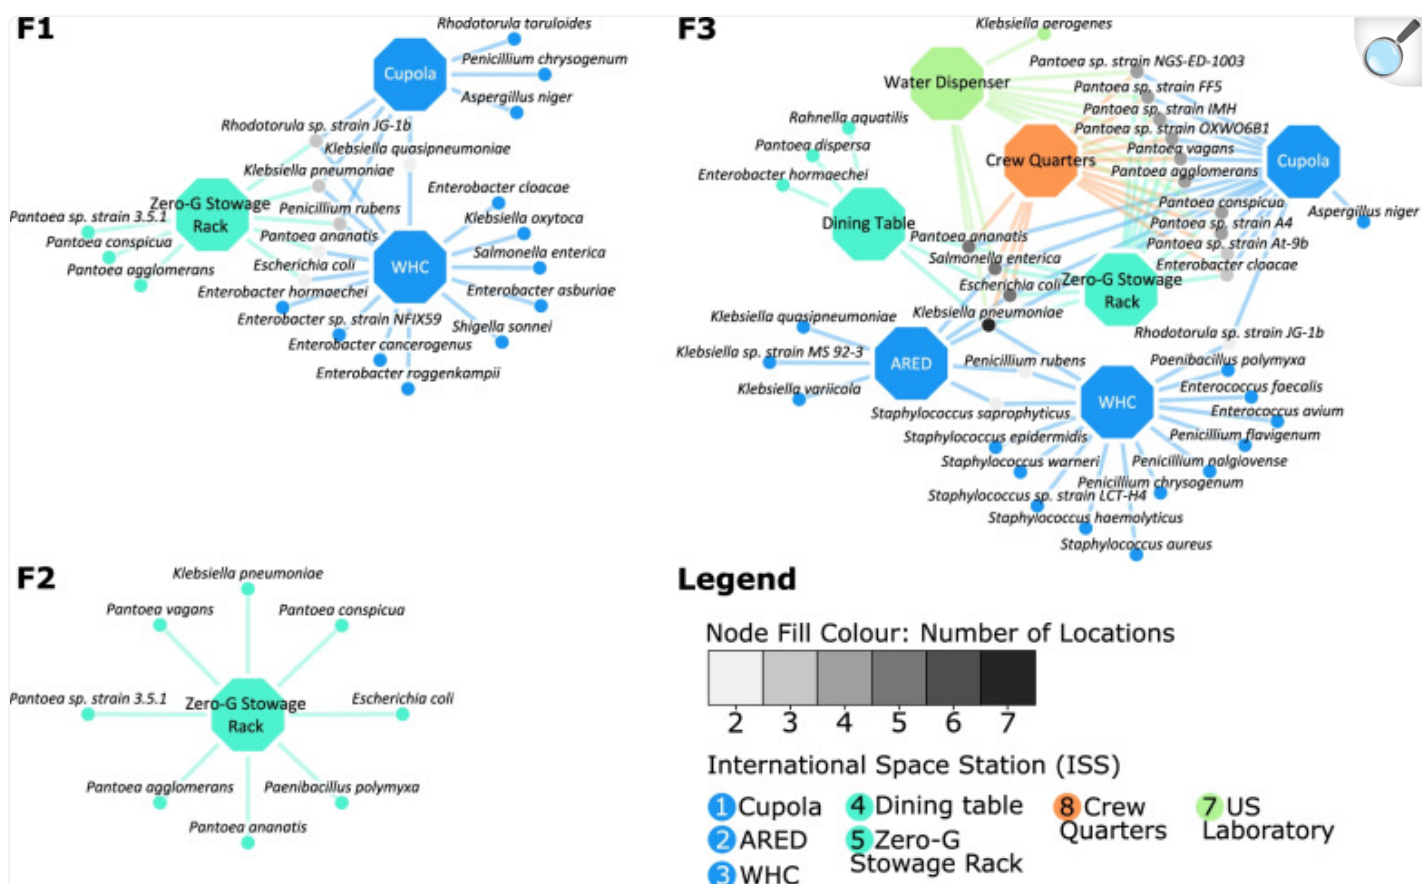 F1
Rhodotorula toruloides
Cupola
Penicillium chrysogenum
Aspergillus niger
Rhodotorula sp. strain JG-1b
Klebsiella quasipneumoniae
Klebsiella pneumoniae
Enterobacter cloacae
Zero-G Stowage
Rack
Penicillium rubens
Klebsiella oxytoca
Pantoea sp. strain 3.5.1
Pantoea ananatis
Pantoea conspicua
Salmonella enterica
Escherichia coli
WHC
Pantoea agglomerans
Enterobacter hormaechei
Enterobacter asburiae
Enterobacter sp. strain NFIX59
Shigella sonnei
Enterobacter cancerogenus
Enterobacter roggenkampii
F3
Klebsiella aerogenes
Water Dispenser
Pantoea sp. strain NGS-ED-1003
Pantoea sp. strain FF5
Pantoea sp. strain IMH
Rahnella aquatilis
Pantoea sp. strain OXWO6B1
Pantoea dispersa
Pantoea vagans
Crew Quarters
Cupola
Enterobacter hormaechei
Pantoea agglomerans
Pantoea conspicua
Aspergillus niger
Dining Table
Pantoea sp. strain A4
Pantoea ananatis
Pantoea sp. strain At-9b
Salmonella enterica
Enterobacter cloacae
Escherichia coli
Zero-G Stowage
Rack
Klebsiella pneumoniae
Klebsiella quasipneumoniae
Rhodotorula sp. strain JG-1b
Klebsiella sp. strain MS 92-3
ARED
Penicillium rubens
Paenibacillus polymyxa
Klebsiella variicola
Enterococcus faecalis
WHC
Staphylococcus saprophyticus
Enterococcus avium
Staphylococcus epidermidis
Penicillium flavigenum
Staphylococcus warneri
Penicillium nalgiovense
Penicillium chrysogenum
Staphylococcus sp. strain LCT-H4
Staphylococcus haemolyticus
Staphylococcus aureus
F2
Klebsiella pneumoniae
Pantoea vagans
Pantoea conspicua
Pantoea sp. strain 3.5.1
Zero-G Stowage
Rack
Escherichia coli
Pantoea agglomerans
Paenibacillus polymyxa
Pantoea ananatis
Legend
Node Fill Colour: Number of Locations
2 3 4 5 6 7
International Space Station (ISS)
1 Cupola
2 ARED
3 WHC
4 Dining table
5 Zero-G
Stowage Rack
8 Crew
Quarters
7 US
Laboratory